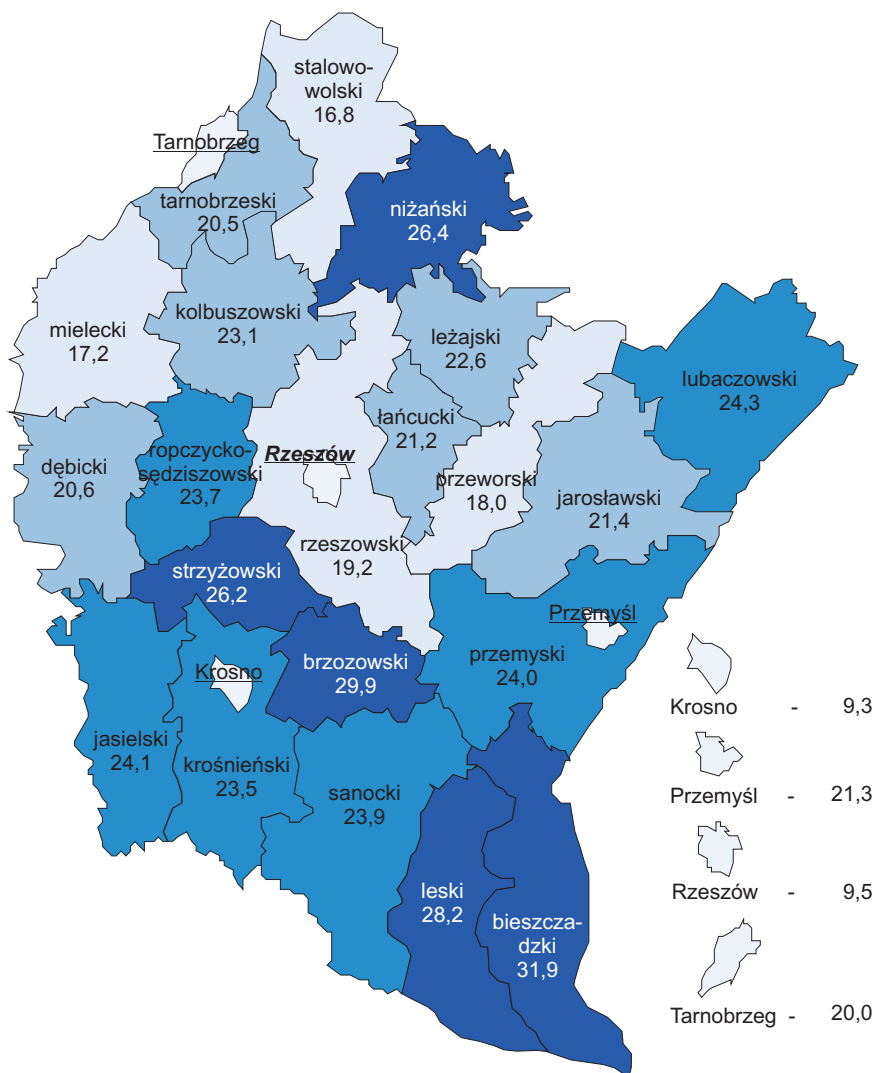 stalowo-
wolski
16,8
Tarnobrzeg
tarnobrzeski
20,5
niżański
26,4
kolbuszowski
23,1
mielecki
17,2
leżajski
22,6
lubaczowski
24,3
łańcucki
21,2
dębicki
20,6
ropczycko-
sędziszowski
23,7
Rzeszów
przeworski
18,0
jarosławski
21,4
rzeszowski
19,2
strzyżowski
26,2
Przemyśl
przemyski
24,0
brzozowski
29,9
Krosno
jasielski
24,1
krośnieński
23,5
sanocki
23,9
leski
28,2
bieszcza-
dzki
31,9
Krosno - 9,3
Przemyśl - 21,3
Rzeszów - 9,5
Tarnobrzeg - 20,0